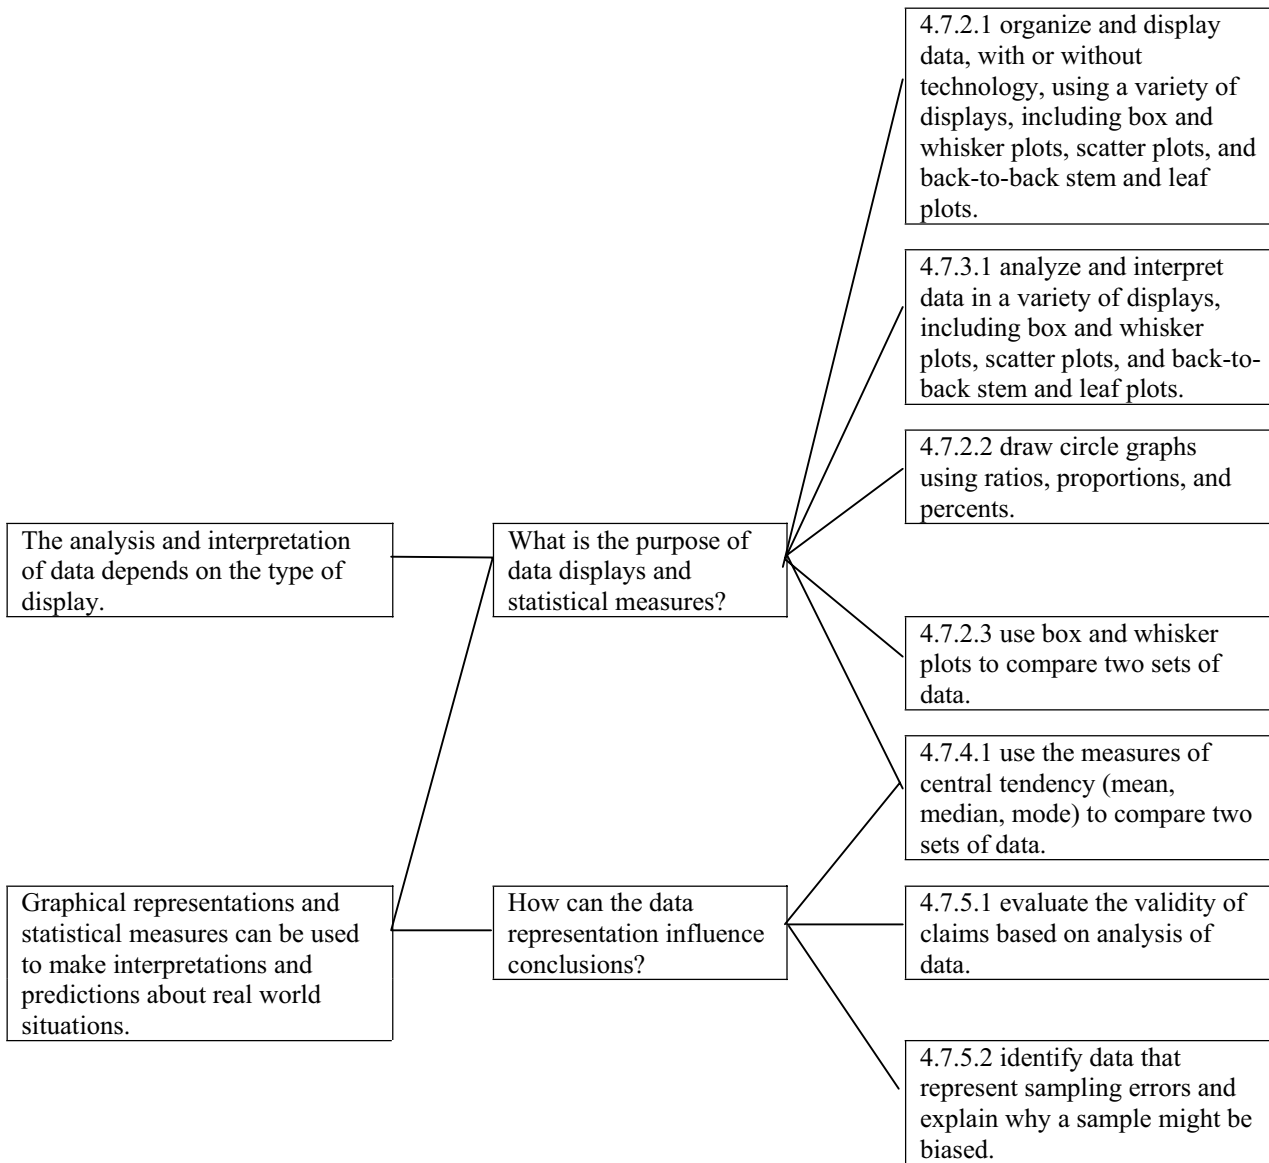 4.7.2.1 organize and display
data, with or without
technology, using a variety of
displays, including box and
whisker plots, scatter plots, and
back-to-back stem and leaf
plots.
4.7.3.1 analyze and interpret
data in a variety of displays,
including box and whisker
plots, scatter plots, and back-to-
back stem and leaf plots.
4.7.2.2 draw circle graphs
using ratios, proportions, and
percents.
The analysis and interpretation
of data depends on the type of
display.
What is the purpose of
data displays and
statistical measures?
4.7.2.3 use box and whisker
plots to compare two sets of
data.
4.7.4.1 use the measures of
central tendency (mean,
median, mode) to compare two
sets of data.
Graphical representations and
statistical measures can be used
to make interpretations and
predictions about real world
situations.
How can the data
representation influence
conclusions?
4.7.5.1 evaluate the validity of
claims based on analysis of
data.
4.7.5.2 identify data that
represent sampling errors and
explain why a sample might be
biased.